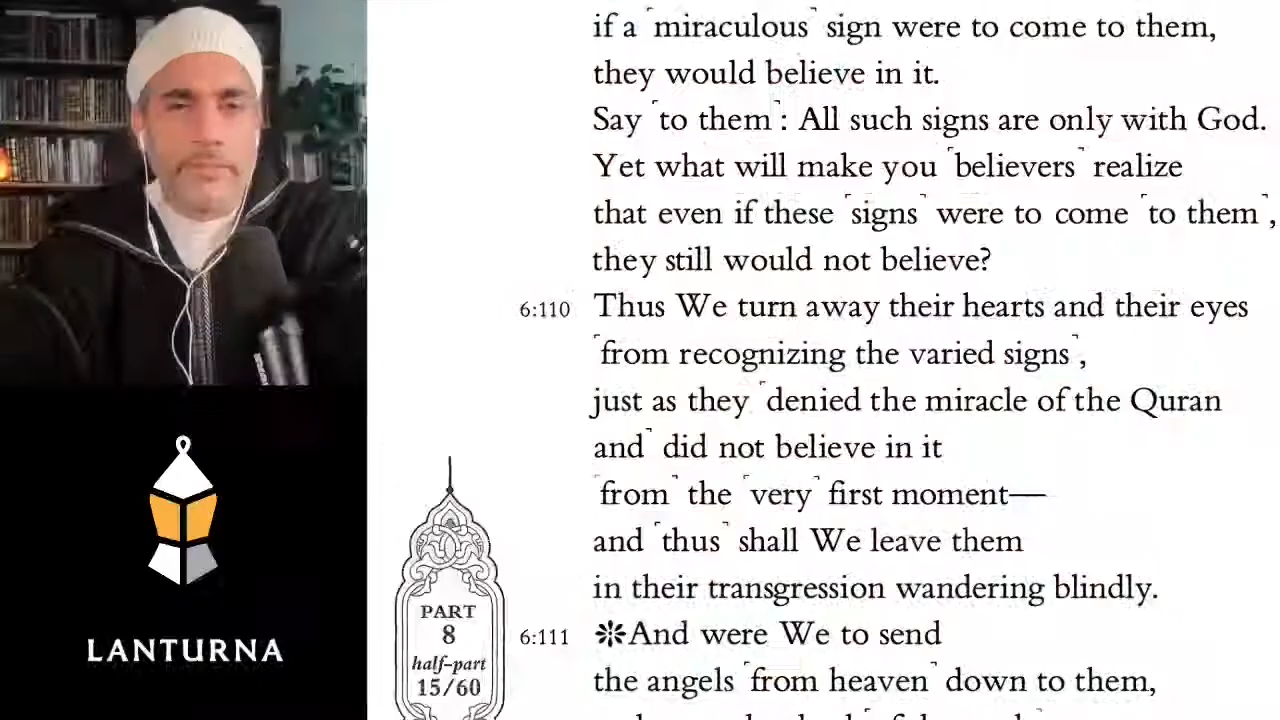 if a ⸢miraculous⸣ sign were to come to them,
they would believe in it.
Say ⸢to them⸣: All such signs are only with God.
Yet what will make you ⸢believers⸣ realize
that even if these ⸢signs⸣ were to come ⸢to them⸣,
they still would not believe?
6:110 Thus We turn away their hearts and their eyes
⸢from recognizing the varied signs⸣,
just as they ⸢denied the miracle of the Quran
and⸣ did not believe in it
⸢from⸣ the ⸢very⸣ first moment—
and ⸢thus⸣ shall We leave them
in their transgression wandering blindly.
6:111 ❊And were We to send
the angels ⸢from heaven⸣ down to them,
PART
8
half-part
15/60
LANTURNA